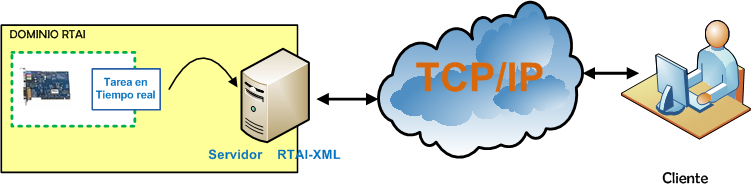 DOMINIO RTAI
Tarea en
Tiempo real
Servidor RTAI-XML
TCP/IP
Cliente